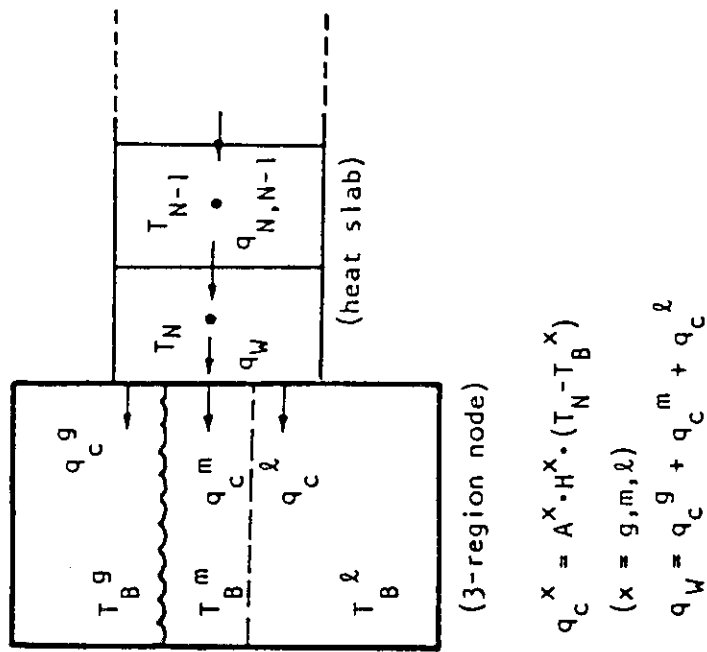 T_B^g q_c^g
T_B^m q_c^m
T_B^ℓ q_c^ℓ
T_N T_{N-1}
q_W q_{N,N-1}
(heat slab)
(3-region node)
q_c^x = A^x·H^x·(T_N-T_B^x)
(x = g,m,ℓ)
q_W = q_c^g + q_c^m + q_c^ℓ